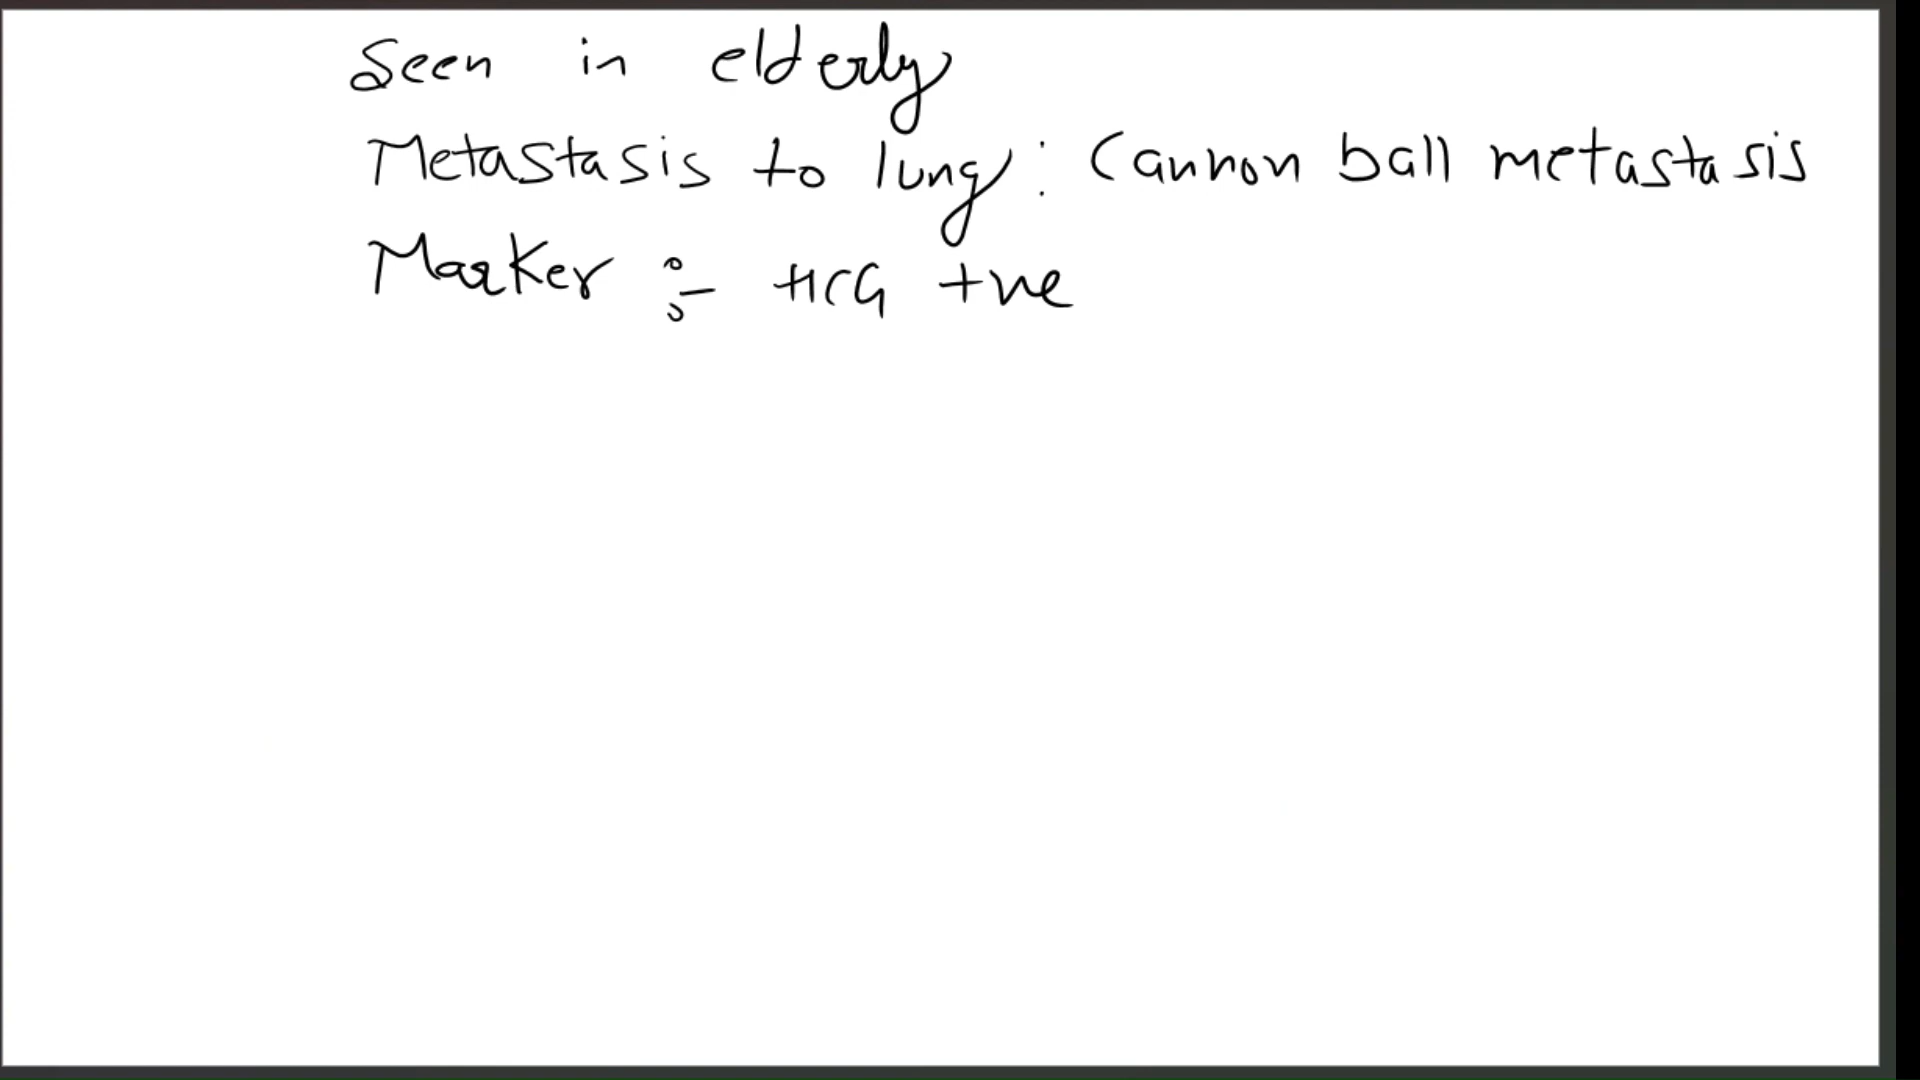 Seen in elderly
Metastasis to lung : Cannon ball metastasis
Marker :- HCG +ve